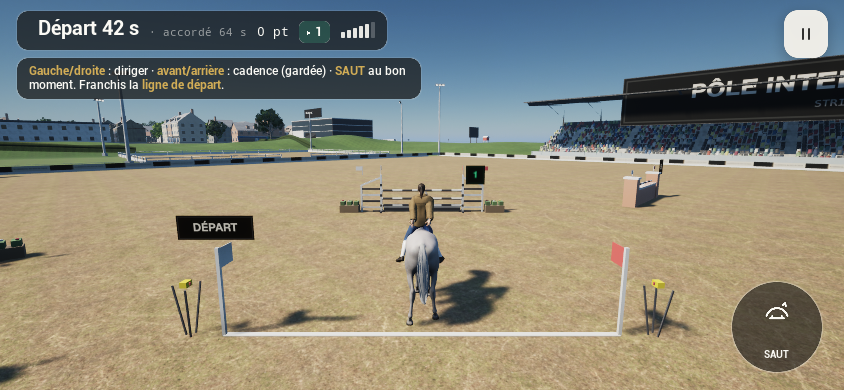 Départ 42 s · accordé 64 s 0 pt ▸ 1
Gauche/droite : diriger · avant/arrière : cadence (gardée) · SAUT au bon
moment. Franchis la ligne de départ.
PÔLE INTER
STRI
1
DÉPART
SAUT